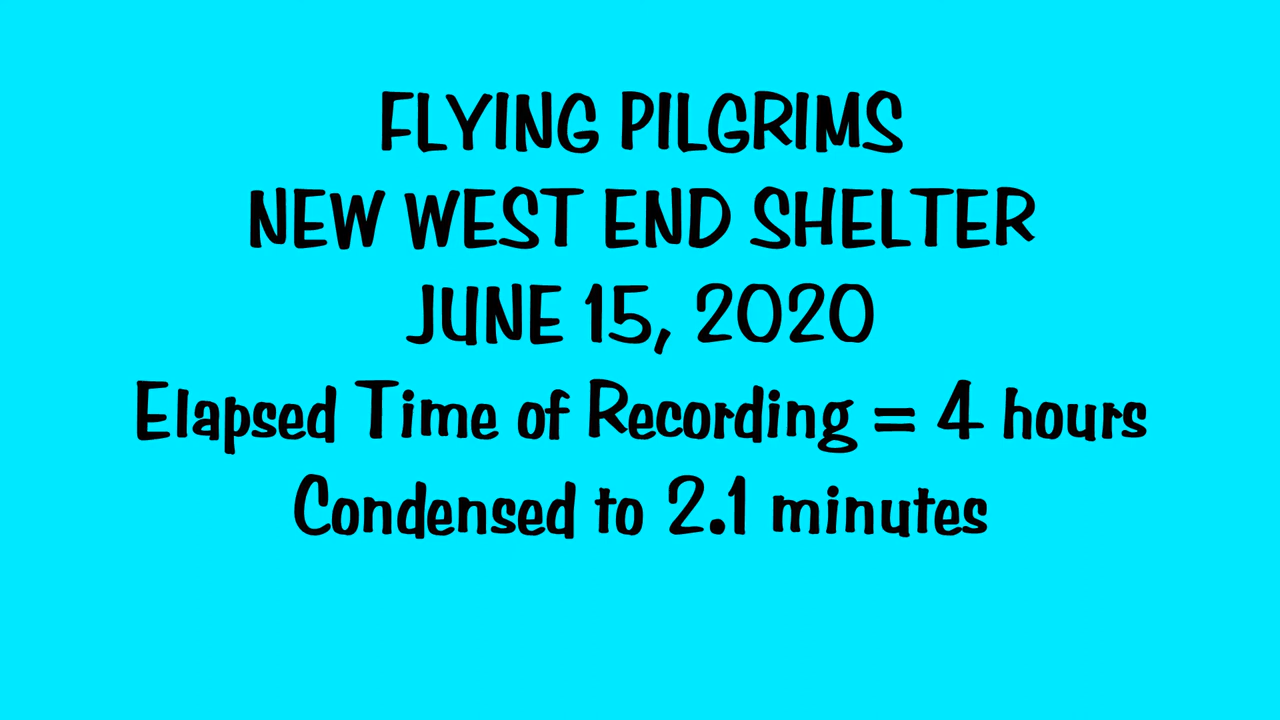 FLYING PILGRIMS
NEW WEST END SHELTER
JUNE 15, 2020
Elapsed Time of Recording = 4 hours
Condensed to 2.1 minutes